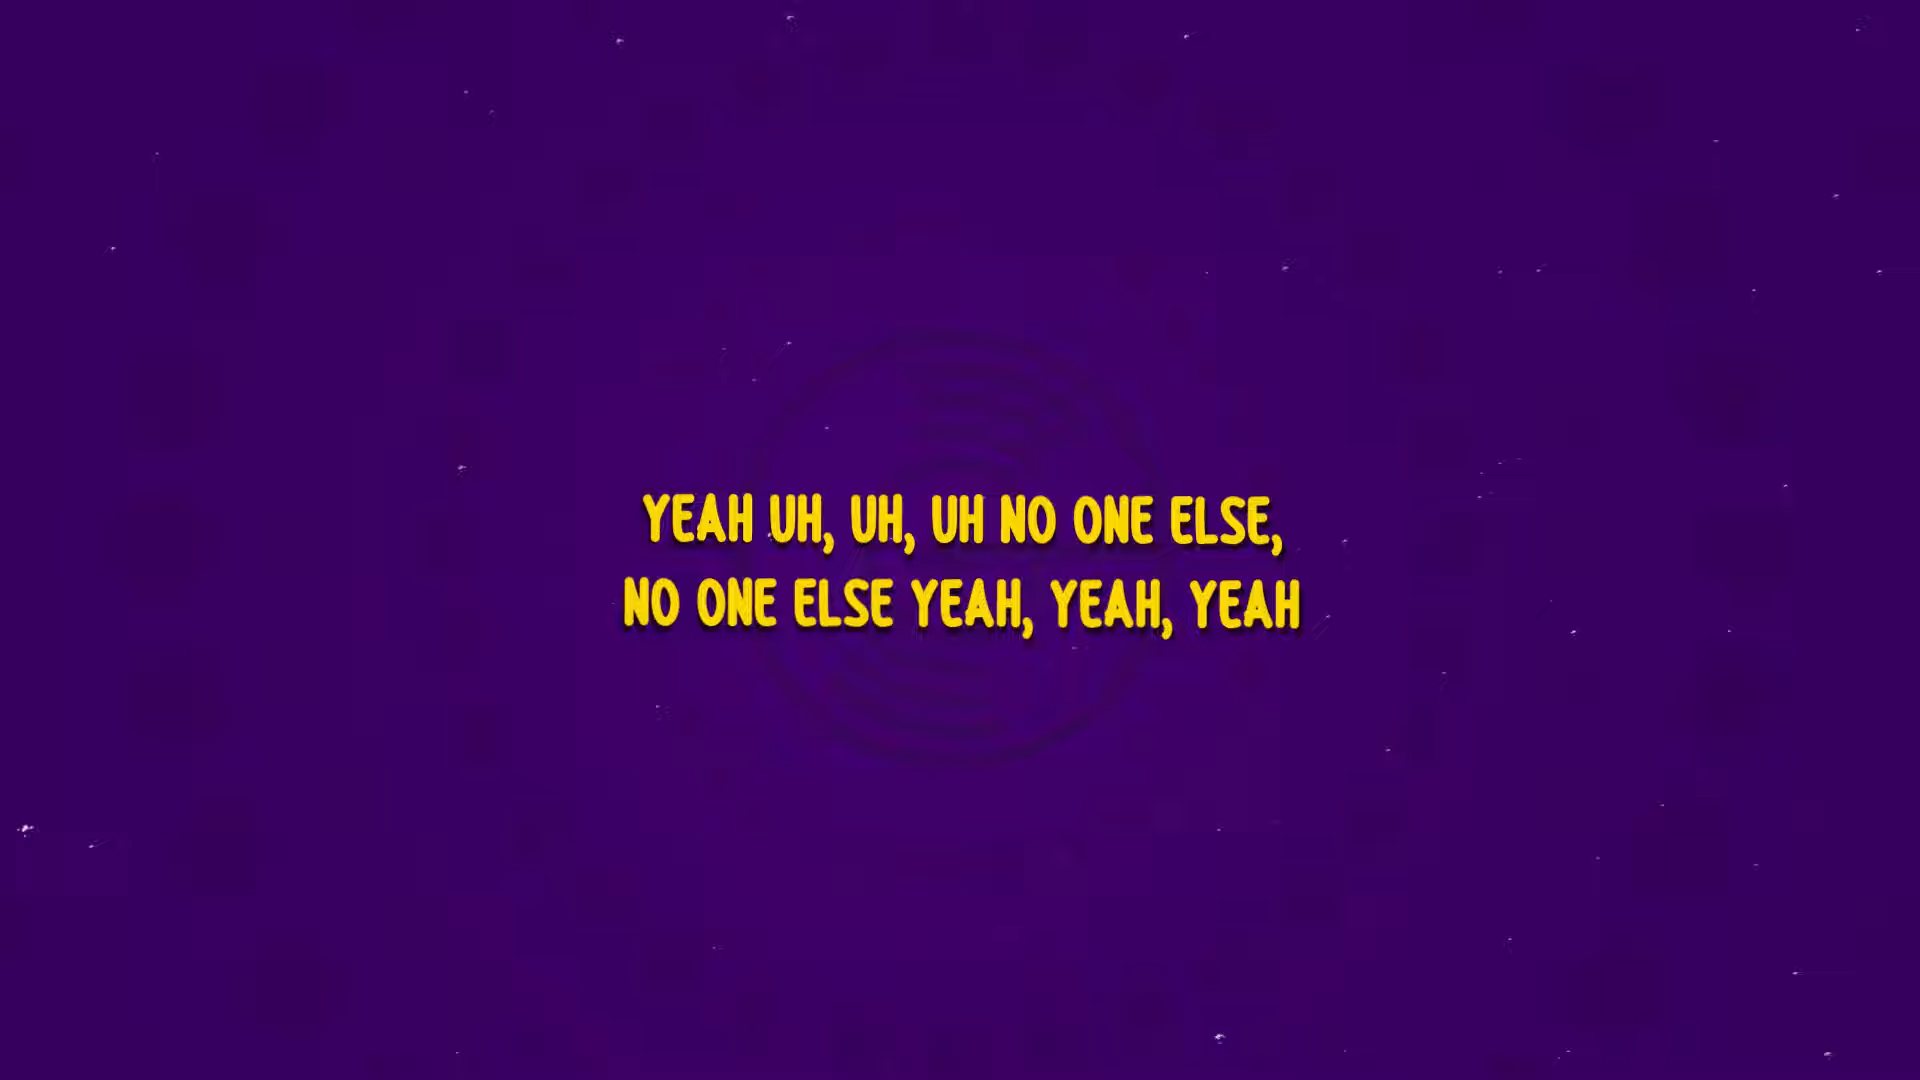 YEAH UH, UH, UH NO ONE ELSE,
NO ONE ELSE YEAH, YEAH, YEAH